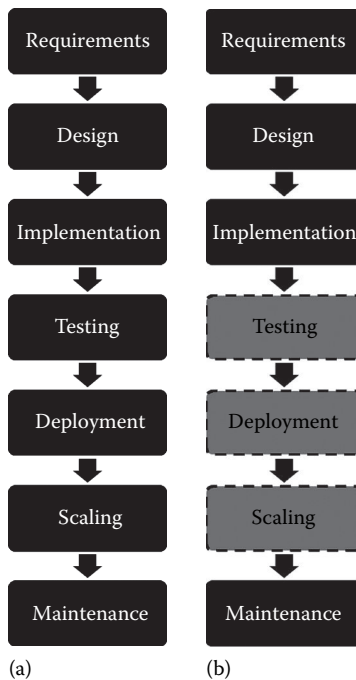 Requirements
Design
Implementation
Testing
Deployment
Scaling
Maintenance
(a)
Requirements
Design
Implementation
Testing
Deployment
Scaling
Maintenance
(b)